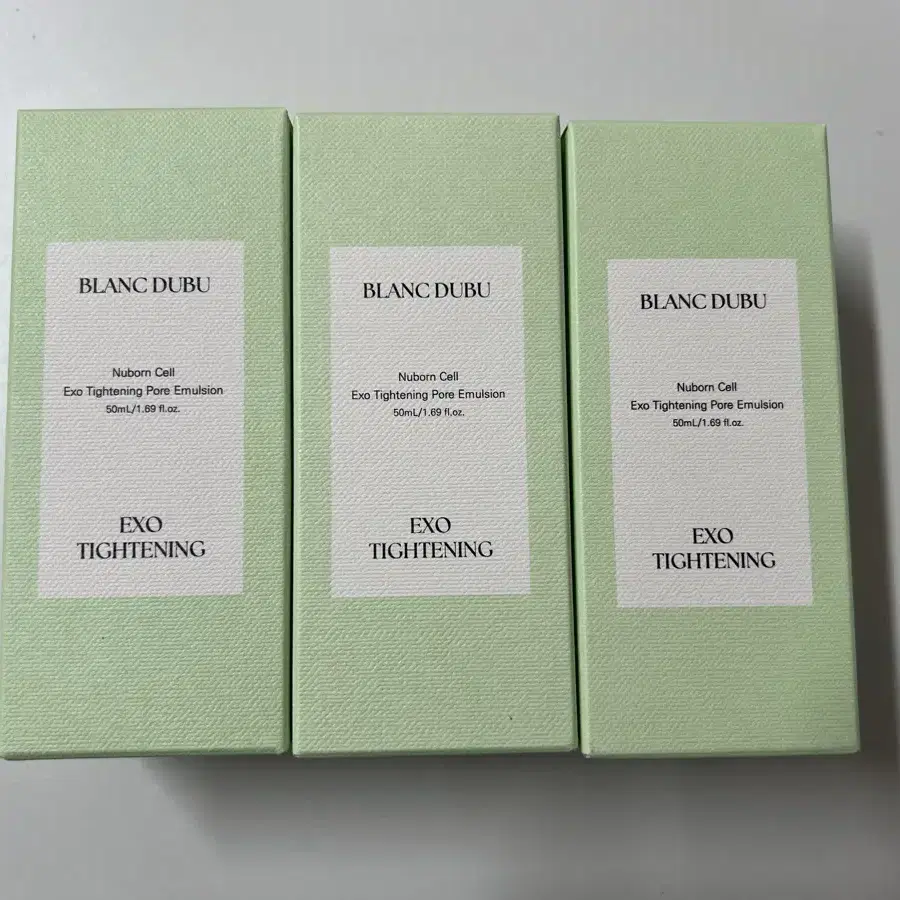 BLANC DUBU
Nuborn Cell
Exo Tightening Pore Emulsion
50mL/1.69 fl.oz.
EXO
TIGHTENING
BLANC DUBU
Nuborn Cell
Exo Tightening Pore Emulsion
50mL/1.69 fl.oz.
EXO
TIGHTENING
BLANC DUBU
Nuborn Cell
Exo Tightening Pore Emulsion
50mL/1.69 fl.oz.
EXO
TIGHTENING